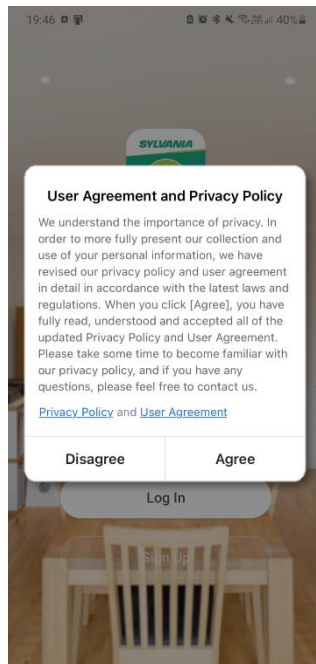 19:46
40%
SYLVANIA
User Agreement and Privacy Policy
We understand the importance of privacy. In
order to more fully present our collection and
use of your personal information, we have
revised our privacy policy and user agreement
in detail in accordance with the latest laws and
regulations. When you click [Agree], you have
fully read, understood and accepted all of the
updated Privacy Policy and User Agreement.
Please take some time to become familiar with
our privacy policy, and if you have any
questions, please feel free to contact us.
Privacy Policy and User Agreement
Disagree Agree
Log In
Sign Up